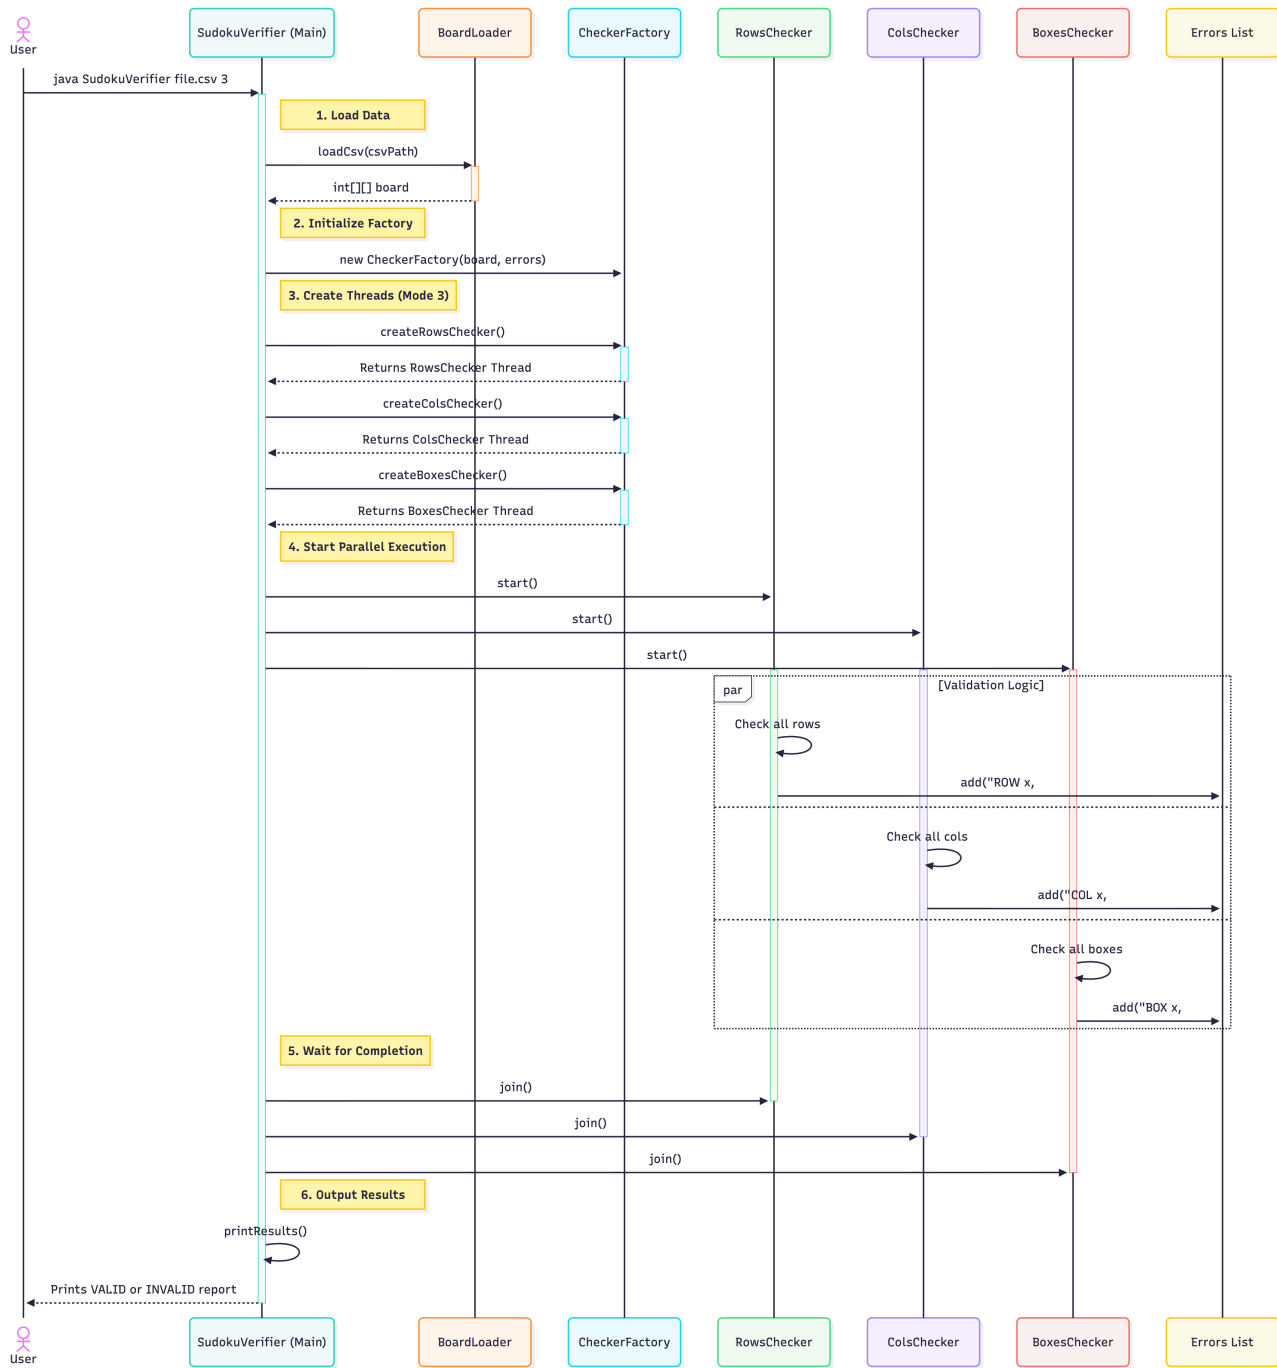 User
SudokuVerifier (Main)
BoardLoader
CheckerFactory
RowsChecker
ColsChecker
BoxesChecker
Errors List
java SudokuVerifier file.csv 3
1. Load Data
loadCsv(csvPath)
int[][] board
2. Initialize Factory
new CheckerFactory(board, errors)
3. Create Threads (Mode 3)
createRowsChecker()
Returns RowsChecker Thread
createColsChecker()
Returns ColsChecker Thread
createBoxesChecker()
Returns BoxesChecker Thread
4. Start Parallel Execution
start()
start()
start()
par
[Validation Logic]
Check all rows
add("ROW x,
Check all cols
add("COL x,
Check all boxes
add("BOX x,
5. Wait for Completion
join()
join()
join()
6. Output Results
printResults()
Prints VALID or INVALID report
User
SudokuVerifier (Main)
BoardLoader
CheckerFactory
RowsChecker
ColsChecker
BoxesChecker
Errors List